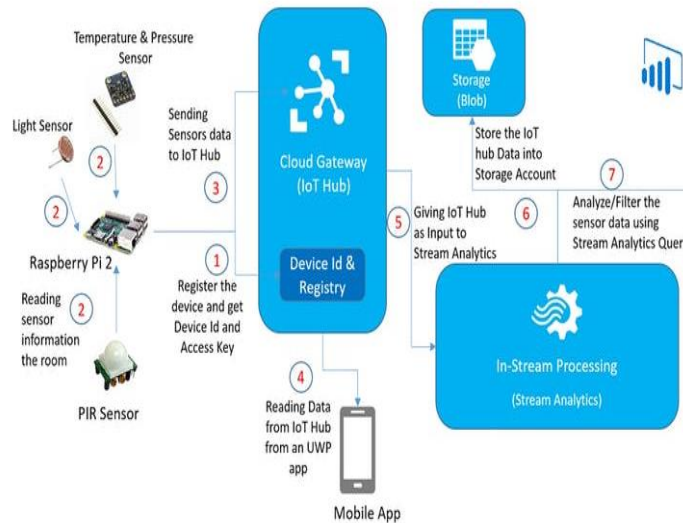 Temperature & Pressure
Sensor
Light Sensor
2
2
Raspberry Pi 2
Reading
sensor
information
the room
2
PIR Sensor
Sending
Sensors data
to IoT Hub
3
1
Register the
device and get
Device Id and
Access Key
Cloud Gateway
(IoT Hub)
Device Id &
Registry
4
Reading Data
from IoT Hub
from an UWP
app
Mobile App
5
Giving IoT Hub
as Input to
Stream Analytics
Storage
(Blob)
Store the IoT
hub Data into
Storage Account
6
7
Analyze/Filter the
sensor data using
Stream Analytics Quer
In-Stream Processing
(Stream Analytics)